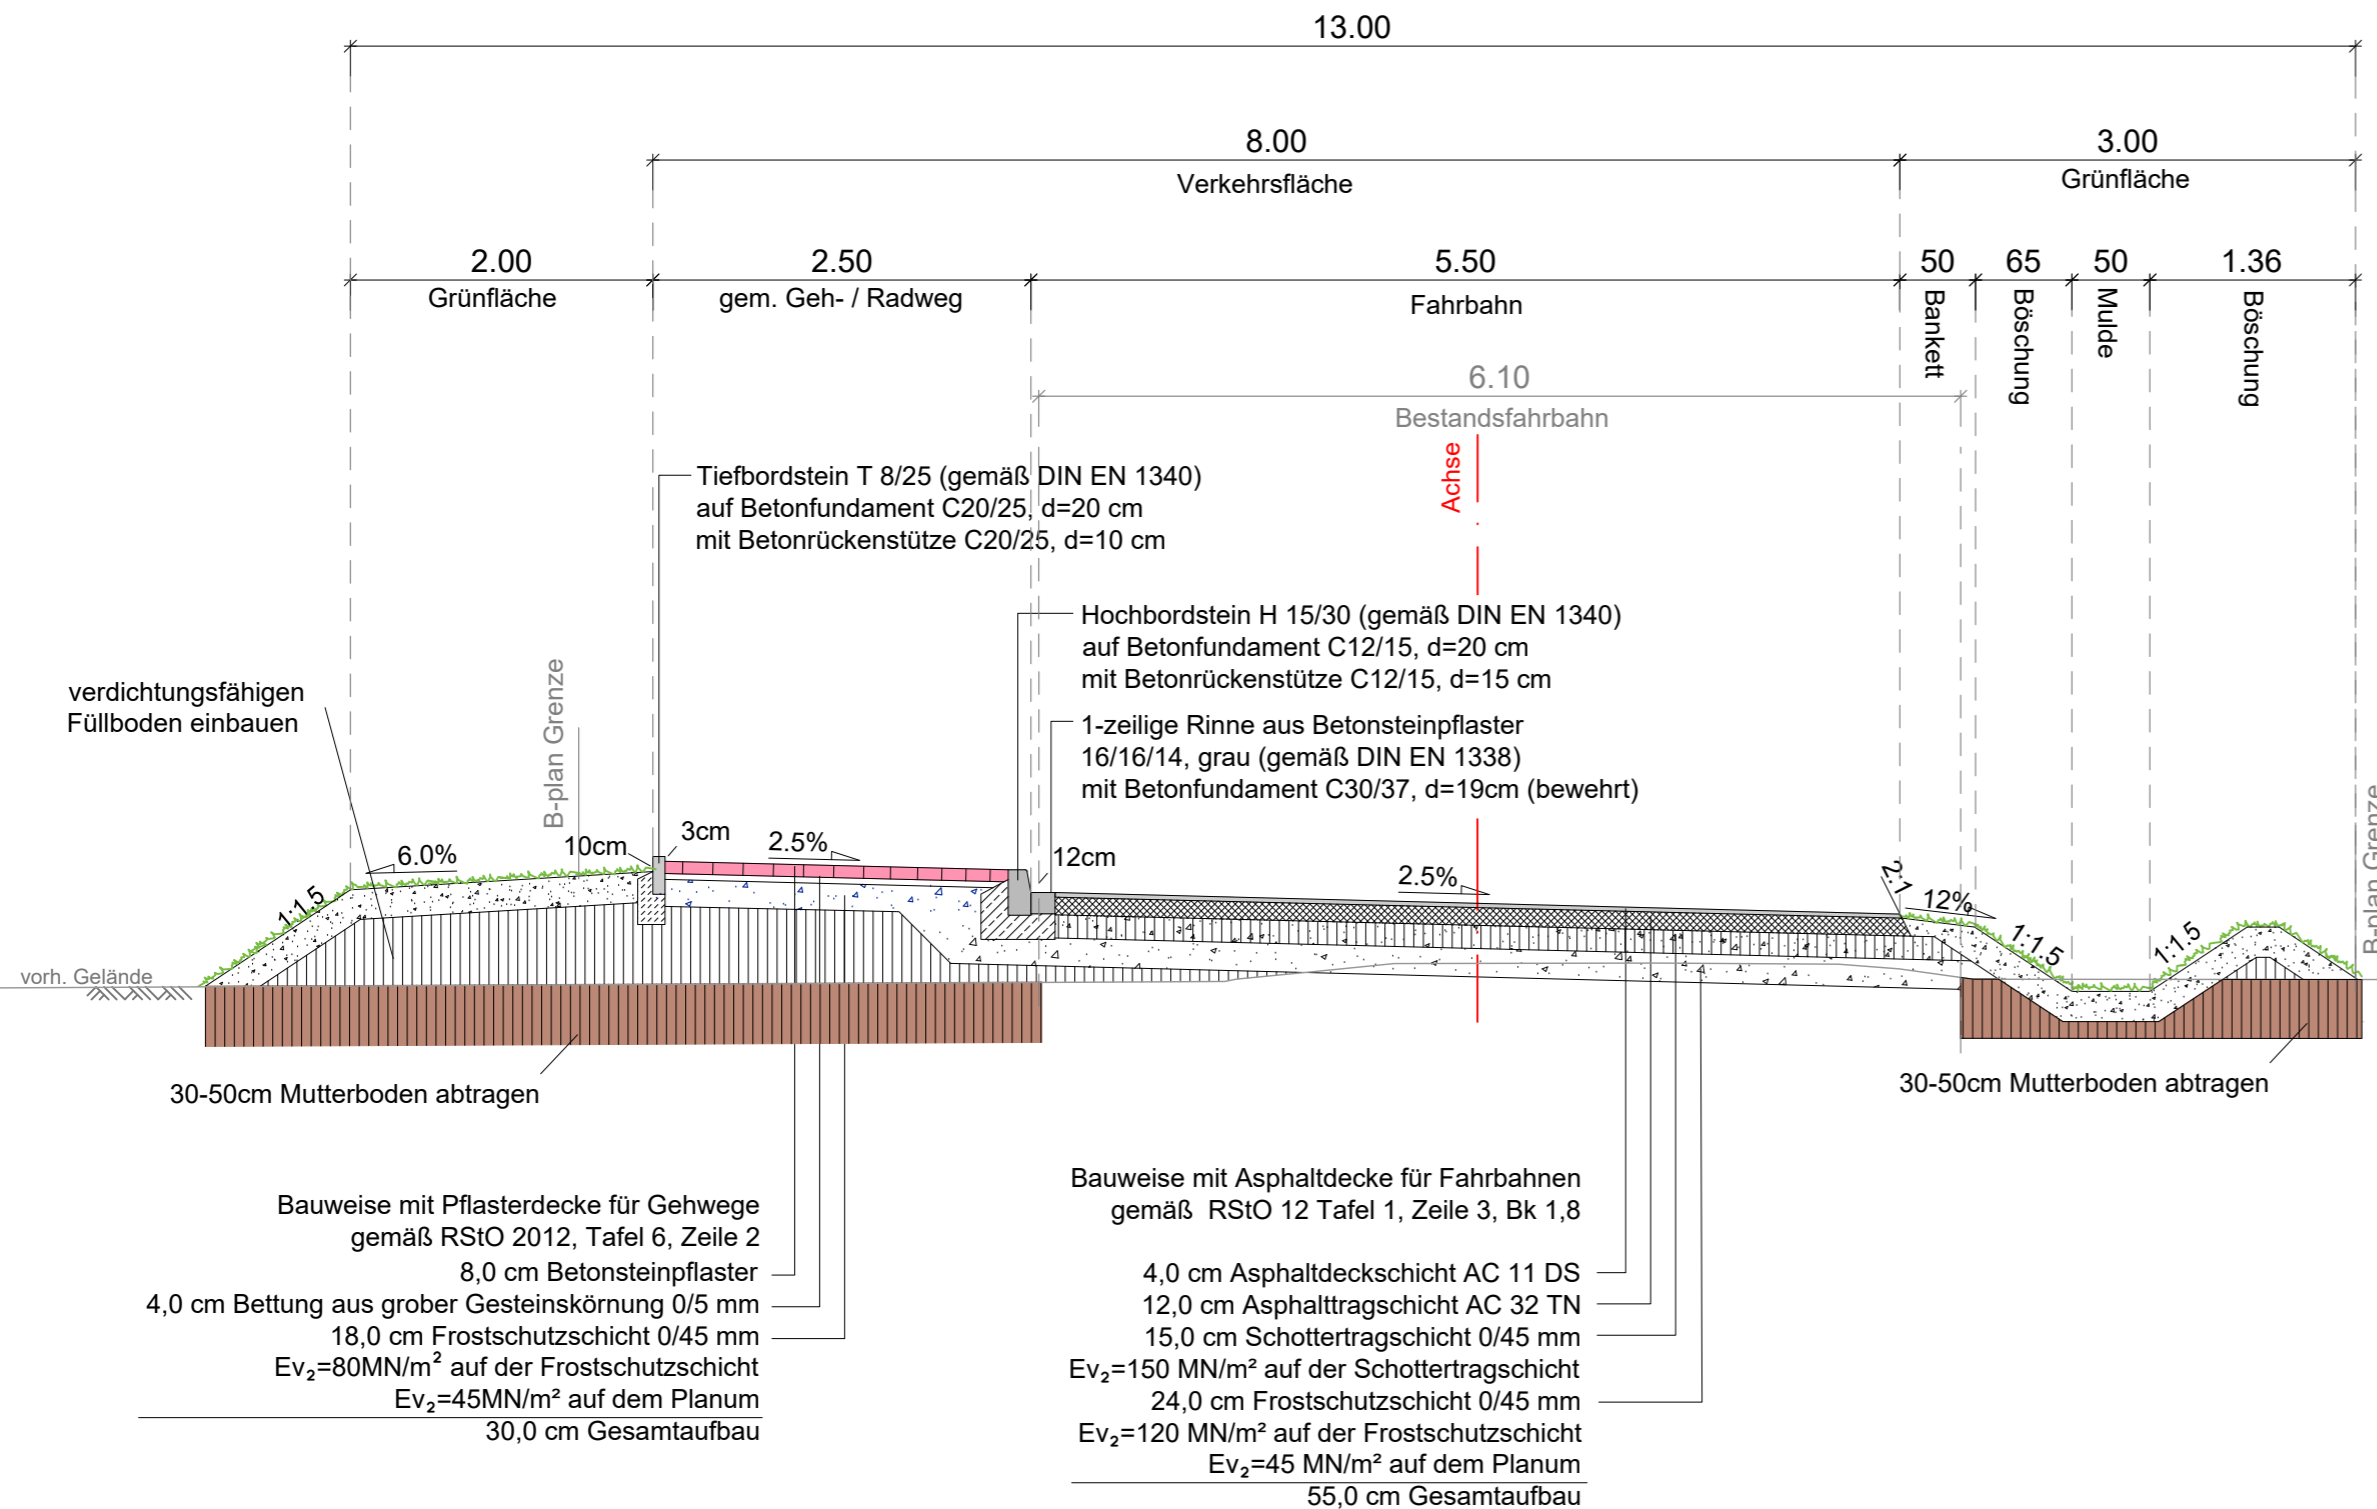 13.00
8.00
Verkehrsfläche
3.00
Grünfläche
2.00
Grünfläche
2.50
gem. Geh- / Radweg
5.50
Fahrbahn
50
Bankett
65
Böschung
50
Mulde
1.36
Böschung
6.10
Bestandsfahrbahn
Achse
Tiefbordstein T 8/25 (gemäß DIN EN 1340)
auf Betonfundament C20/25, d=20 cm
mit Betonrückenstütze C20/25, d=10 cm
Hochbordstein H 15/30 (gemäß DIN EN 1340)
auf Betonfundament C12/15, d=20 cm
mit Betonrückenstütze C12/15, d=15 cm
1-zeilige Rinne aus Betonsteinpflaster
16/16/14, grau (gemäß DIN EN 1338)
mit Betonfundament C30/37, d=19cm (bewehrt)
verdichtungsfähigen
Füllboden einbauen
B-plan Grenze
B-plan Grenze
1:1.5
6.0%
10cm
3cm
2.5%
12cm
2.5%
2:1
12%
1:1.5
1:1.5
vorh. Gelände
30-50cm Mutterboden abtragen
30-50cm Mutterboden abtragen
Bauweise mit Pflasterdecke für Gehwege
gemäß RStO 2012, Tafel 6, Zeile 2
8,0 cm Betonsteinpflaster
4,0 cm Bettung aus grober Gesteinskörnung 0/5 mm
18,0 cm Frostschutzschicht 0/45 mm
Ev₂=80MN/m² auf der Frostschutzschicht
Ev₂=45MN/m² auf dem Planum
30,0 cm Gesamtaufbau
Bauweise mit Asphaltdecke für Fahrbahnen
gemäß RStO 12 Tafel 1, Zeile 3, Bk 1,8
4,0 cm Asphaltdeckschicht AC 11 DS
12,0 cm Asphalttragschicht AC 32 TN
15,0 cm Schottertragschicht 0/45 mm
Ev₂=150 MN/m² auf der Schottertragschicht
24,0 cm Frostschutzschicht 0/45 mm
Ev₂=120 MN/m² auf der Frostschutzschicht
Ev₂=45 MN/m² auf dem Planum
55,0 cm Gesamtaufbau